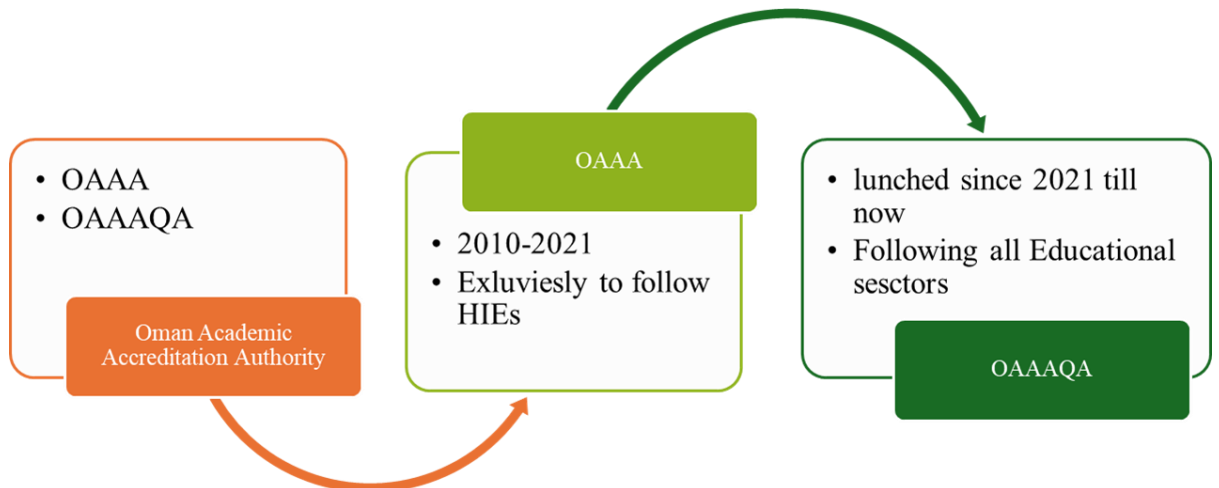 • OAAA
• OAAAQA
Oman Academic
Accreditation Authority
OAAA
• 2010-2021
• Exluviesly to follow
HIEs
• lunched since 2021 till
now
• Following all Educational
sesctors
OAAAQA